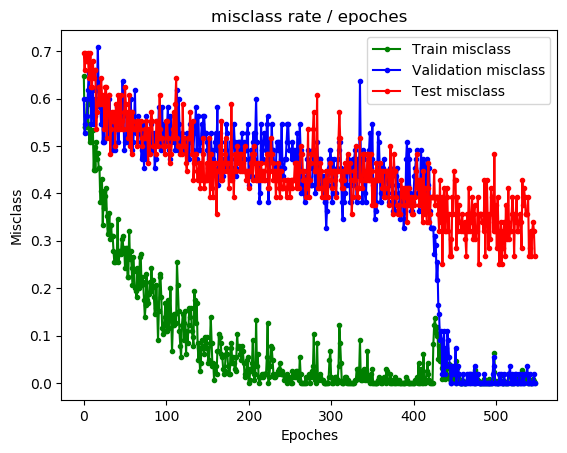 misclass rate / epoches
Train misclass
Validation misclass
Test misclass
Misclass
0.7
0.6
0.5
0.4
0.3
0.2
0.1
0.0
0 100 200 300 400 500
Epoches